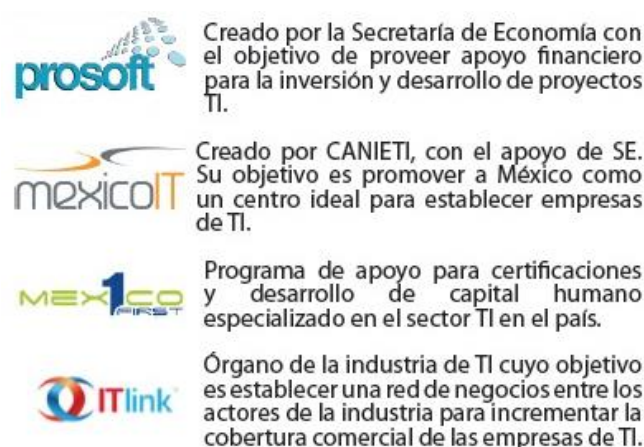 prosoft
Creado por la Secretaría de Economía con
el objetivo de proveer apoyo financiero
para la inversión y desarrollo de proyectos
TI.
mexicoIT
Creado por CANIETI, con el apoyo de SE.
Su objetivo es promover a México como
un centro ideal para establecer empresas
de TI.
MEX1CO
FIRST
Programa de apoyo para certificaciones
y desarrollo de capital humano
especializado en el sector TI en el país.
ITlink
Órgano de la industria de TI cuyo objetivo
es establecer una red de negocios entre los
actores de la industria para incrementar la
cobertura comercial de las empresas de TI.